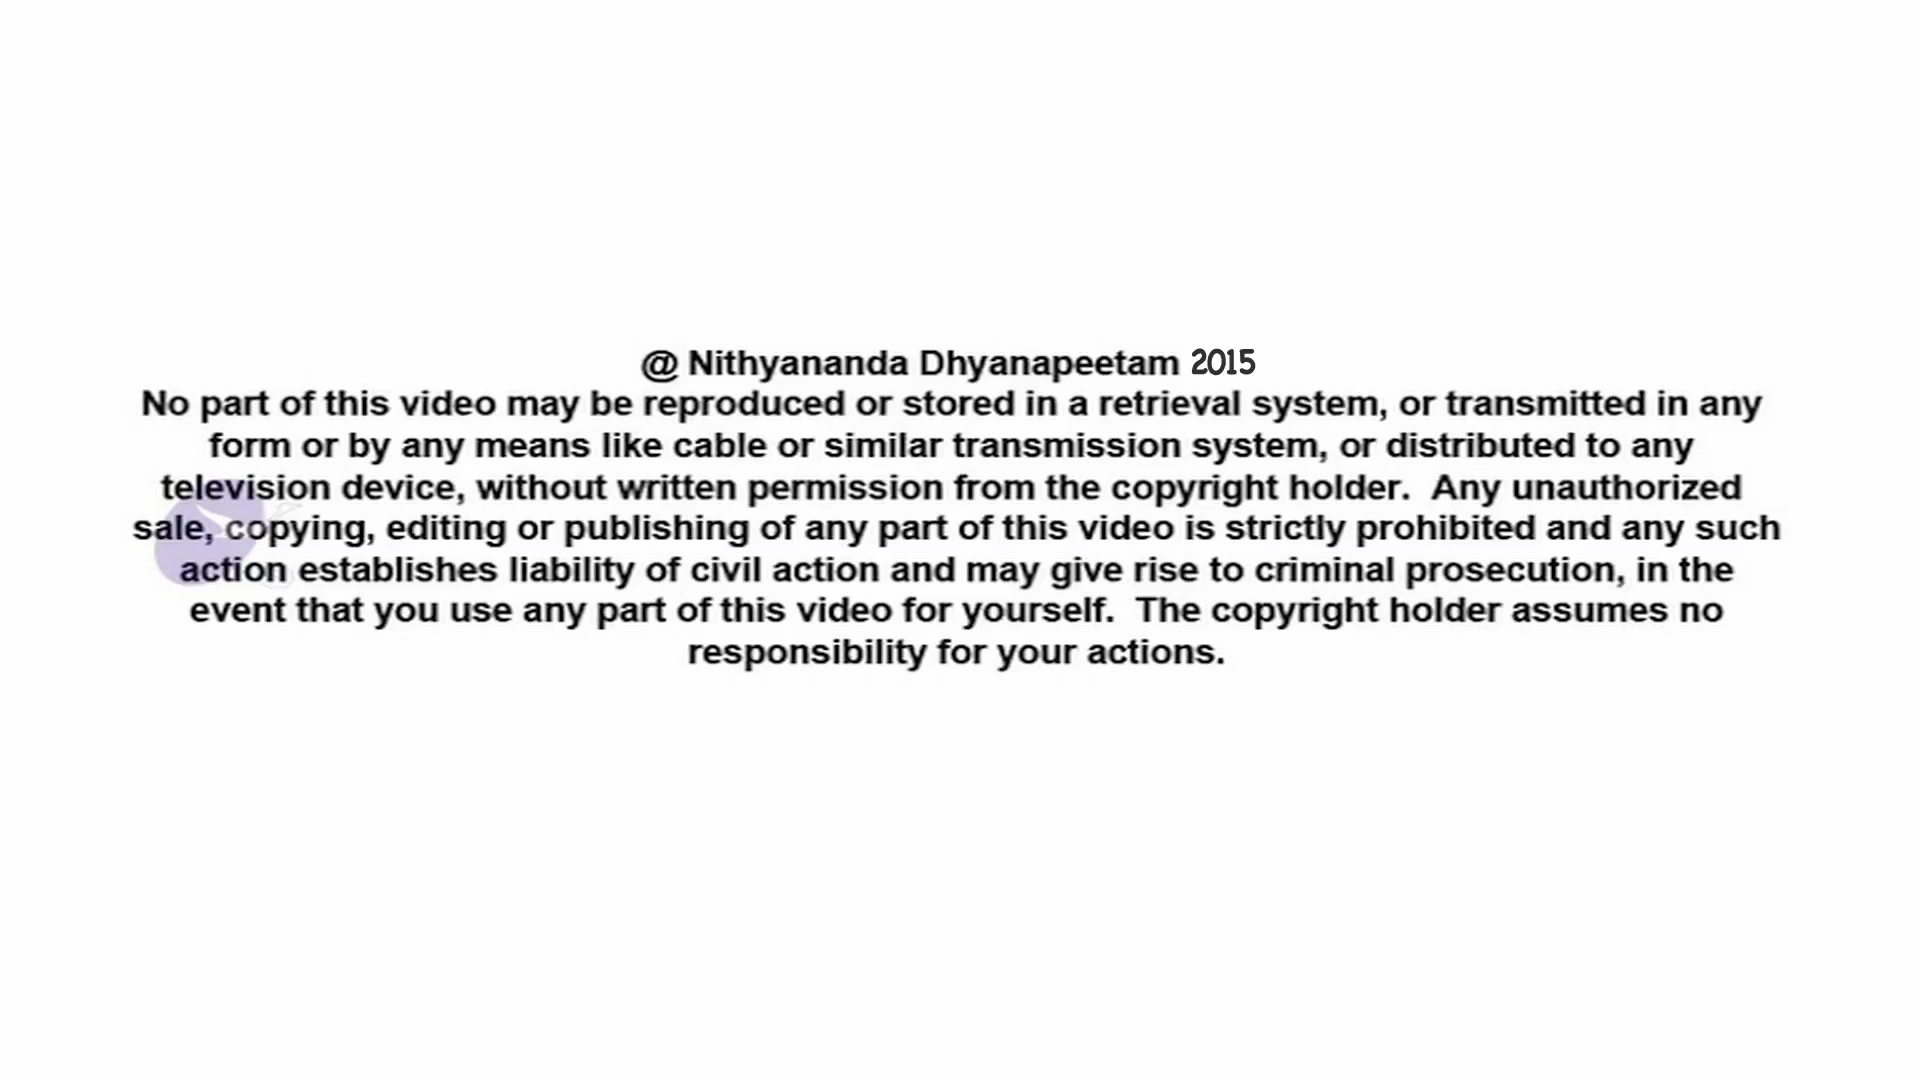 @ Nithyananda Dhyanapeetam 2015
No part of this video may be reproduced or stored in a retrieval system, or transmitted in any
form or by any means like cable or similar transmission system, or distributed to any
television device, without written permission from the copyright holder.  Any unauthorized
sale, copying, editing or publishing of any part of this video is strictly prohibited and any such
action establishes liability of civil action and may give rise to criminal prosecution, in the
event that you use any part of this video for yourself.  The copyright holder assumes no
responsibility for your actions.